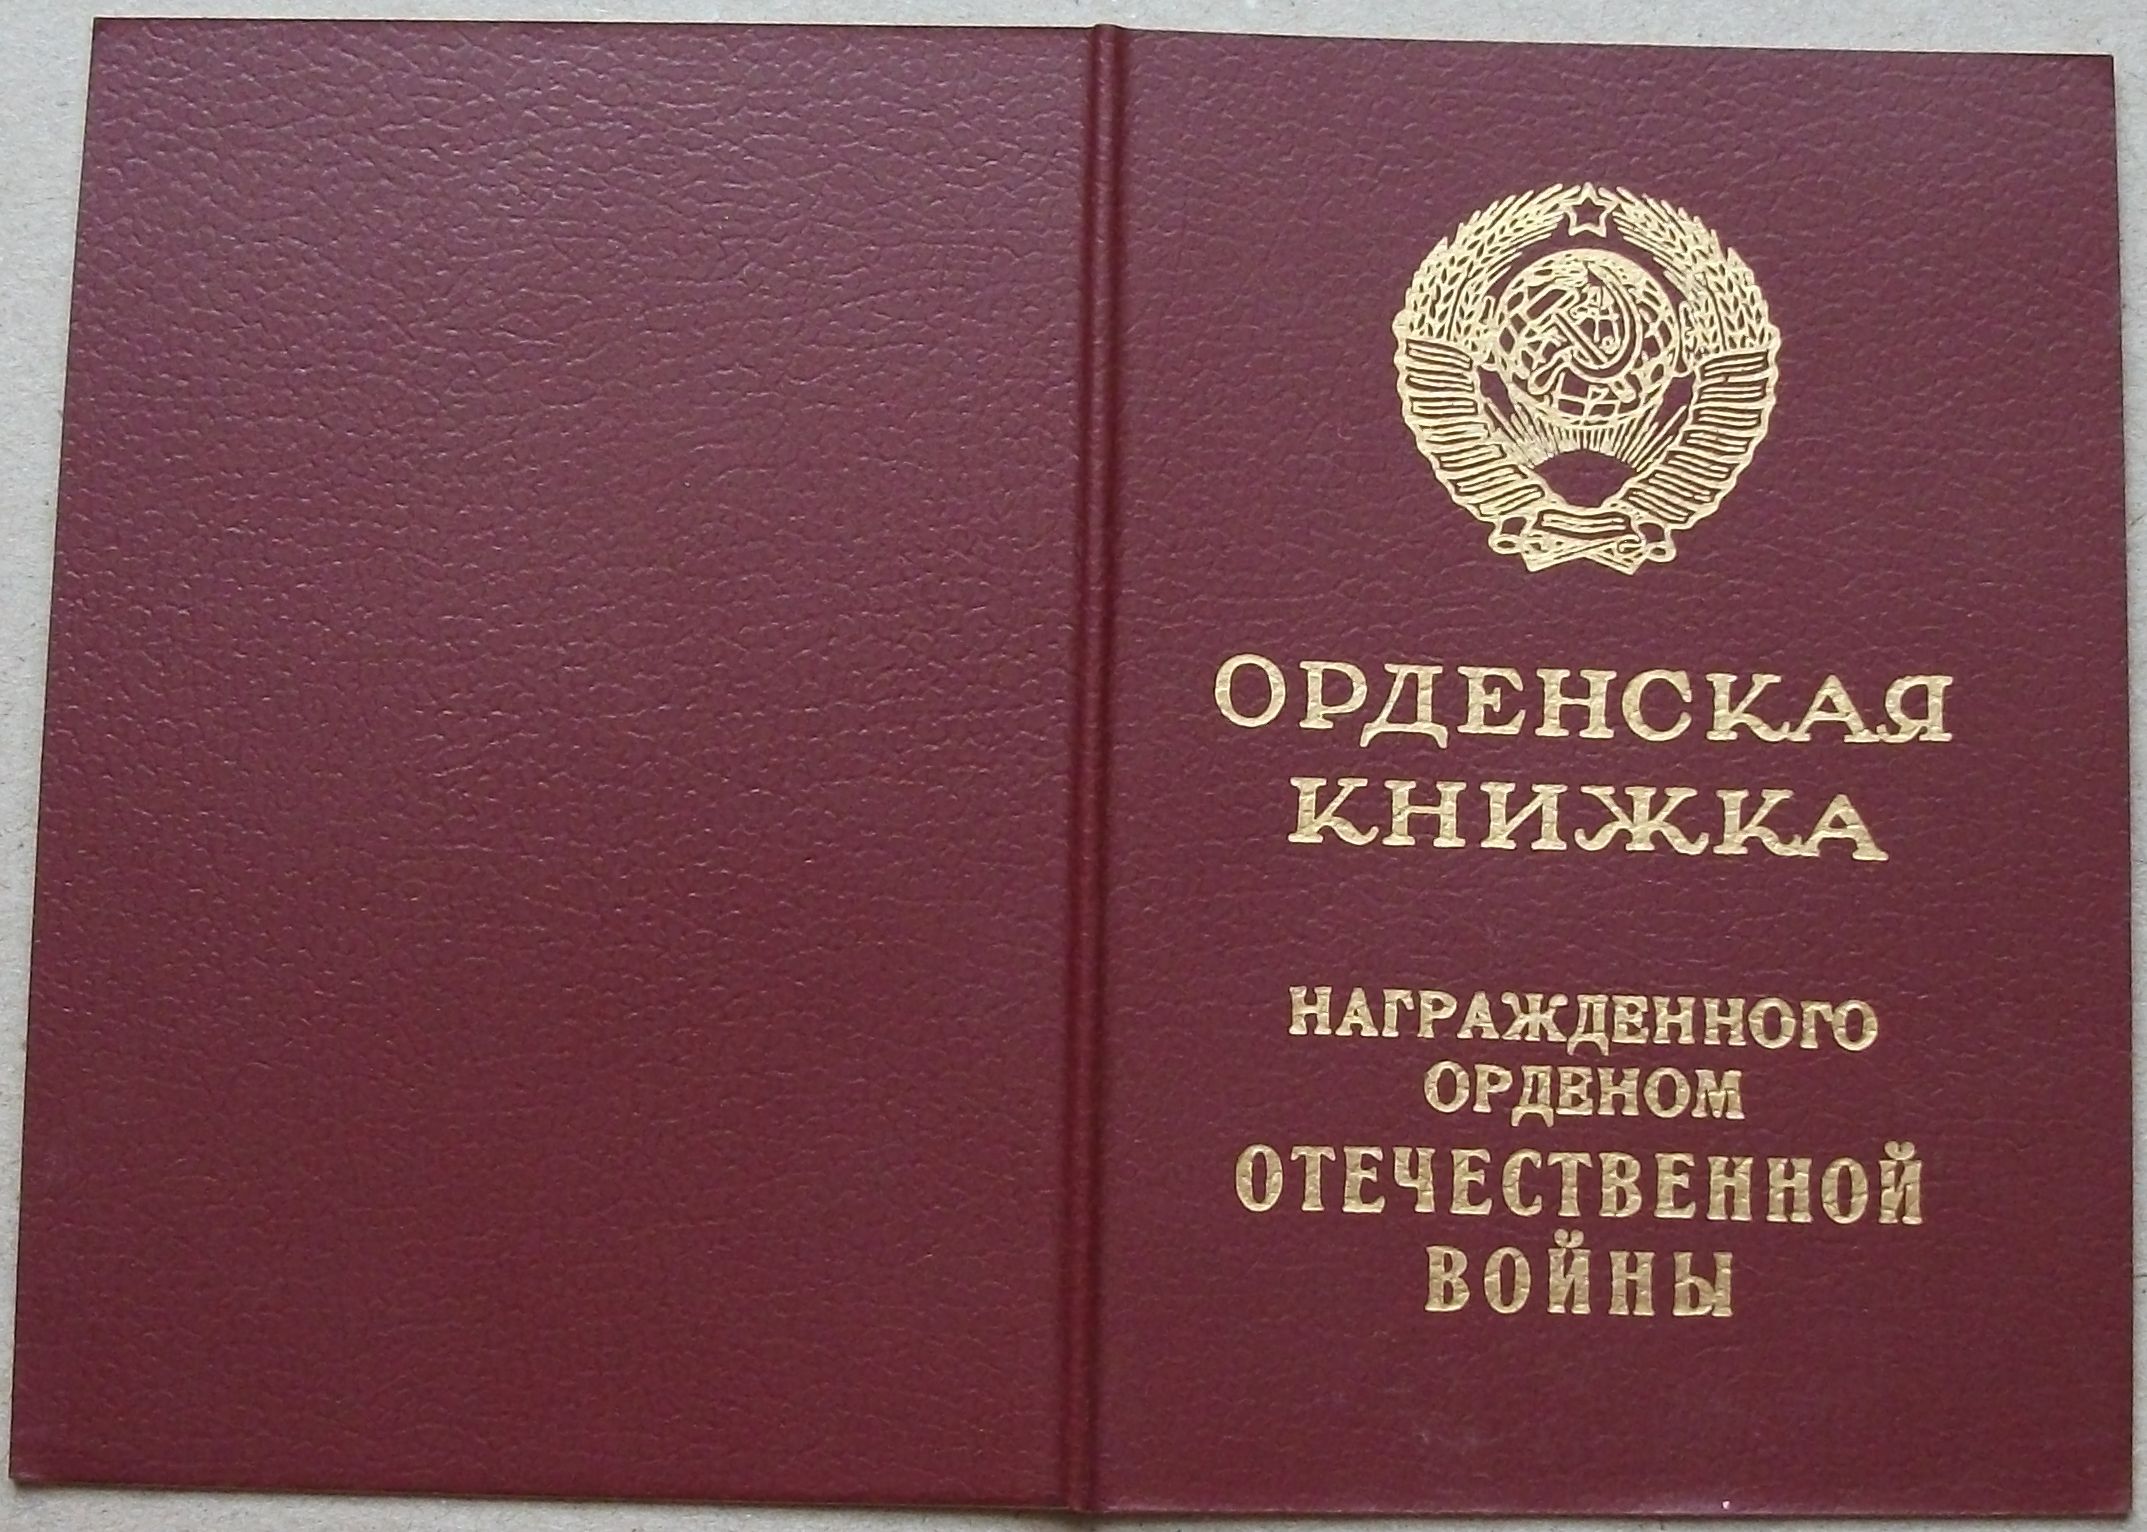 ОРДЕНСКАЯ
КНИЖКА
НАГРАЖДЕННОГО
ОРДЕНОМ
ОТЕЧЕСТВЕННОЙ
ВОЙНЫ